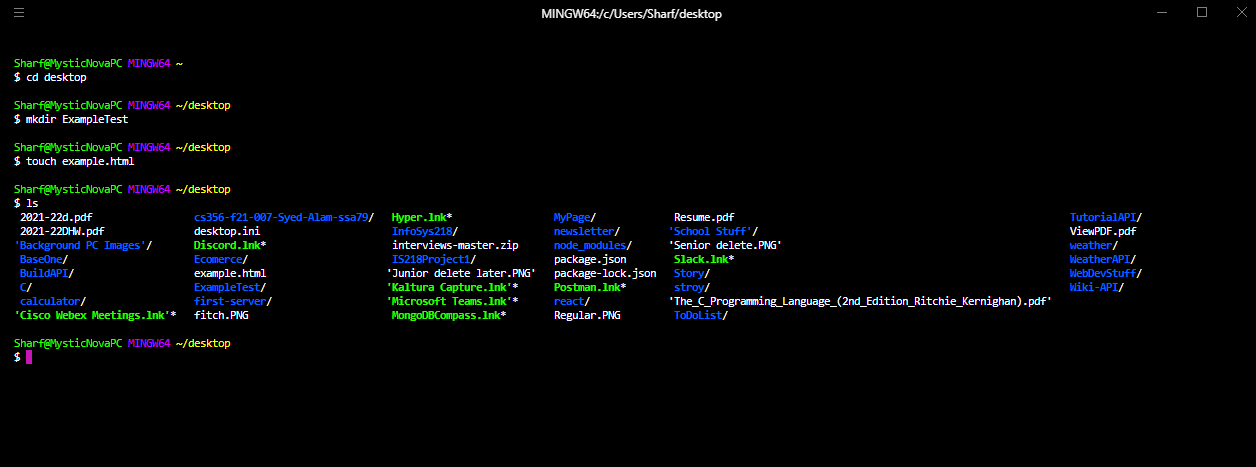 MINGW64:/c/Users/Sharf/desktop
Sharf@MysticNovaPC MINGW64 ~
$ cd desktop
Sharf@MysticNovaPC MINGW64 ~/desktop
$ mkdir ExampleTest
Sharf@MysticNovaPC MINGW64 ~/desktop
$ touch example.html
Sharf@MysticNovaPC MINGW64 ~/desktop
$ ls
2021-22d.pdf cs356-f21-007-Syed-Alam-ssa79/ Hyper.lnk* MyPage/ Resume.pdf TutorialAPI/
2021-22DHW.pdf desktop.ini InfoSys218/ newsletter/ 'School Stuff'/ ViewPDF.pdf
'Background PC Images'/ Discord.lnk* interviews-master.zip node_modules/ 'Senior delete.PNG' weather/
BaseOne/ Ecomerce/ IS218Project1/ package.json Slack.lnk* WeatherAPI/
BuildAPI/ example.html 'Junior delete later.PNG' package-lock.json Story/ WebDevStuff/
C/ ExampleTest/ 'Kaltura Capture.lnk'* Postman.lnk* stroy/ Wiki-API/
calculator/ first-server/ 'Microsoft Teams.lnk'* react/ 'The_C_Programming_Language_(2nd_Edition_Ritchie_Kernighan).pdf'
'Cisco Webex Meetings.lnk'* fitch.PNG MongoDBCompass.lnk* Regular.PNG ToDoList/
Sharf@MysticNovaPC MINGW64 ~/desktop
$